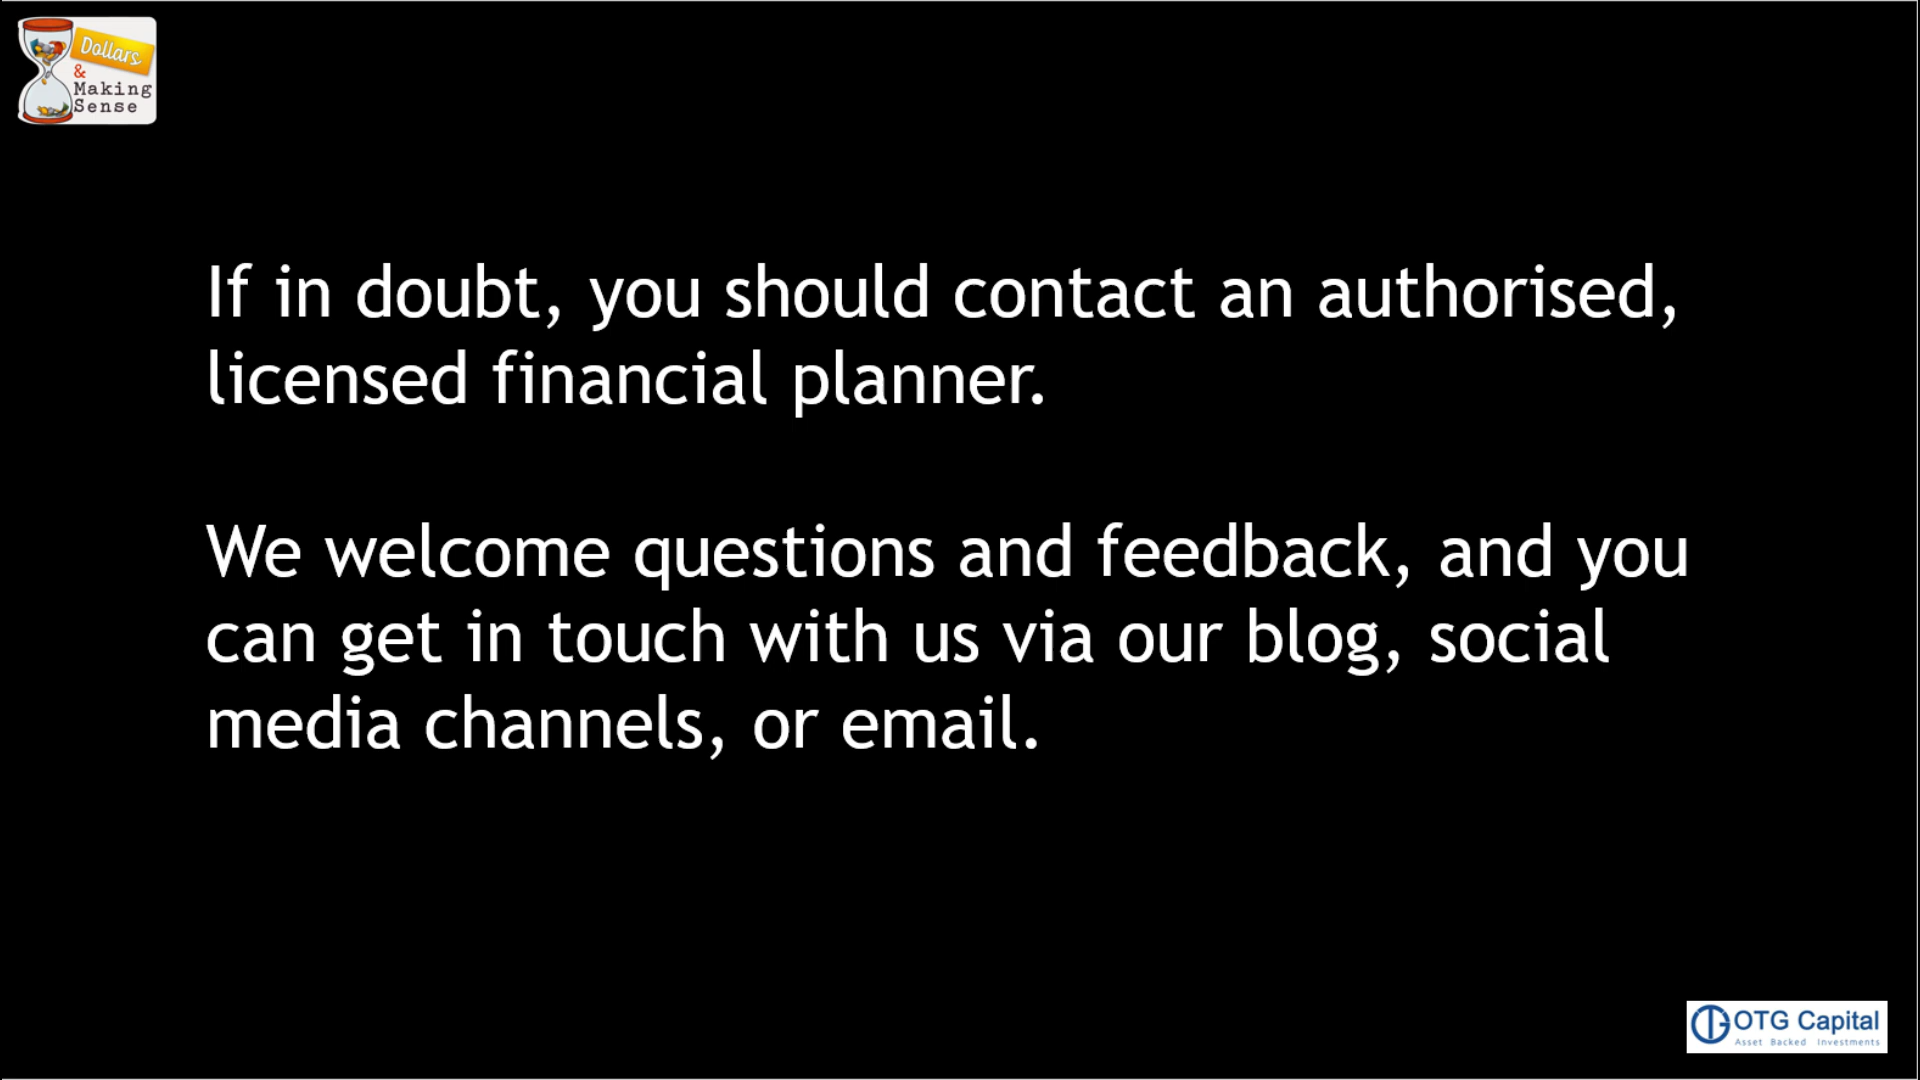 Dollars
&
Making
Sense
If in doubt, you should contact an authorised,
licensed financial planner.
We welcome questions and feedback, and you
can get in touch with us via our blog, social
media channels, or email.
OTG Capital
Asset Backed Investments